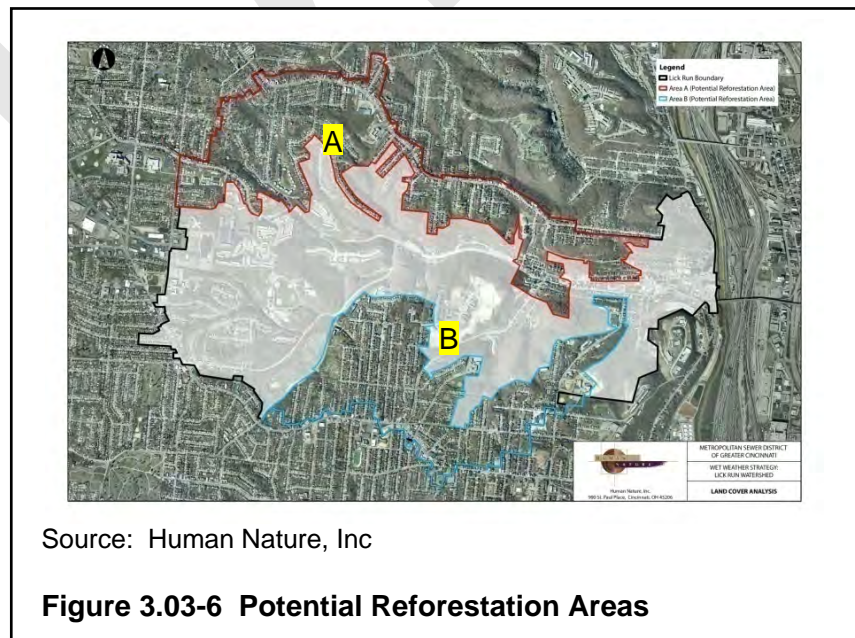 Legend
Lick Run Boundary
Area A (Potential Reforestation Area)
Area B (Potential Reforestation Area)
A
B
NATURE
Human Nature, Inc.
METROPOLITAN SEWER DISTRICT
OF GREATER CINCINNATI
WET WEATHER STRATEGY:
LICK RUN WATERSHED
LAND COVER ANALYSIS
Source: Human Nature, Inc
Figure 3.03-6 Potential Reforestation Areas